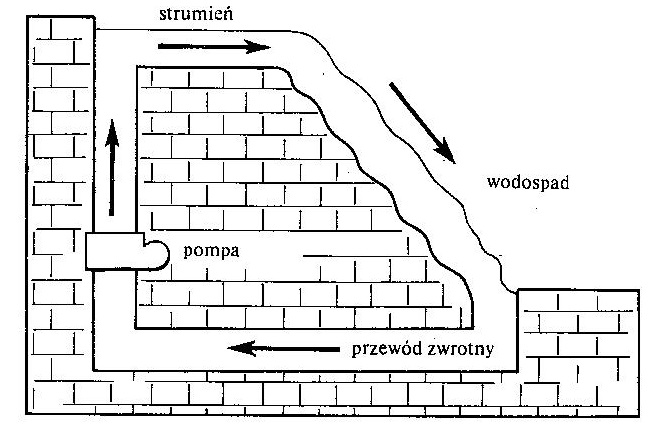 strumień
wodospad
pompa
przewód zwrotny